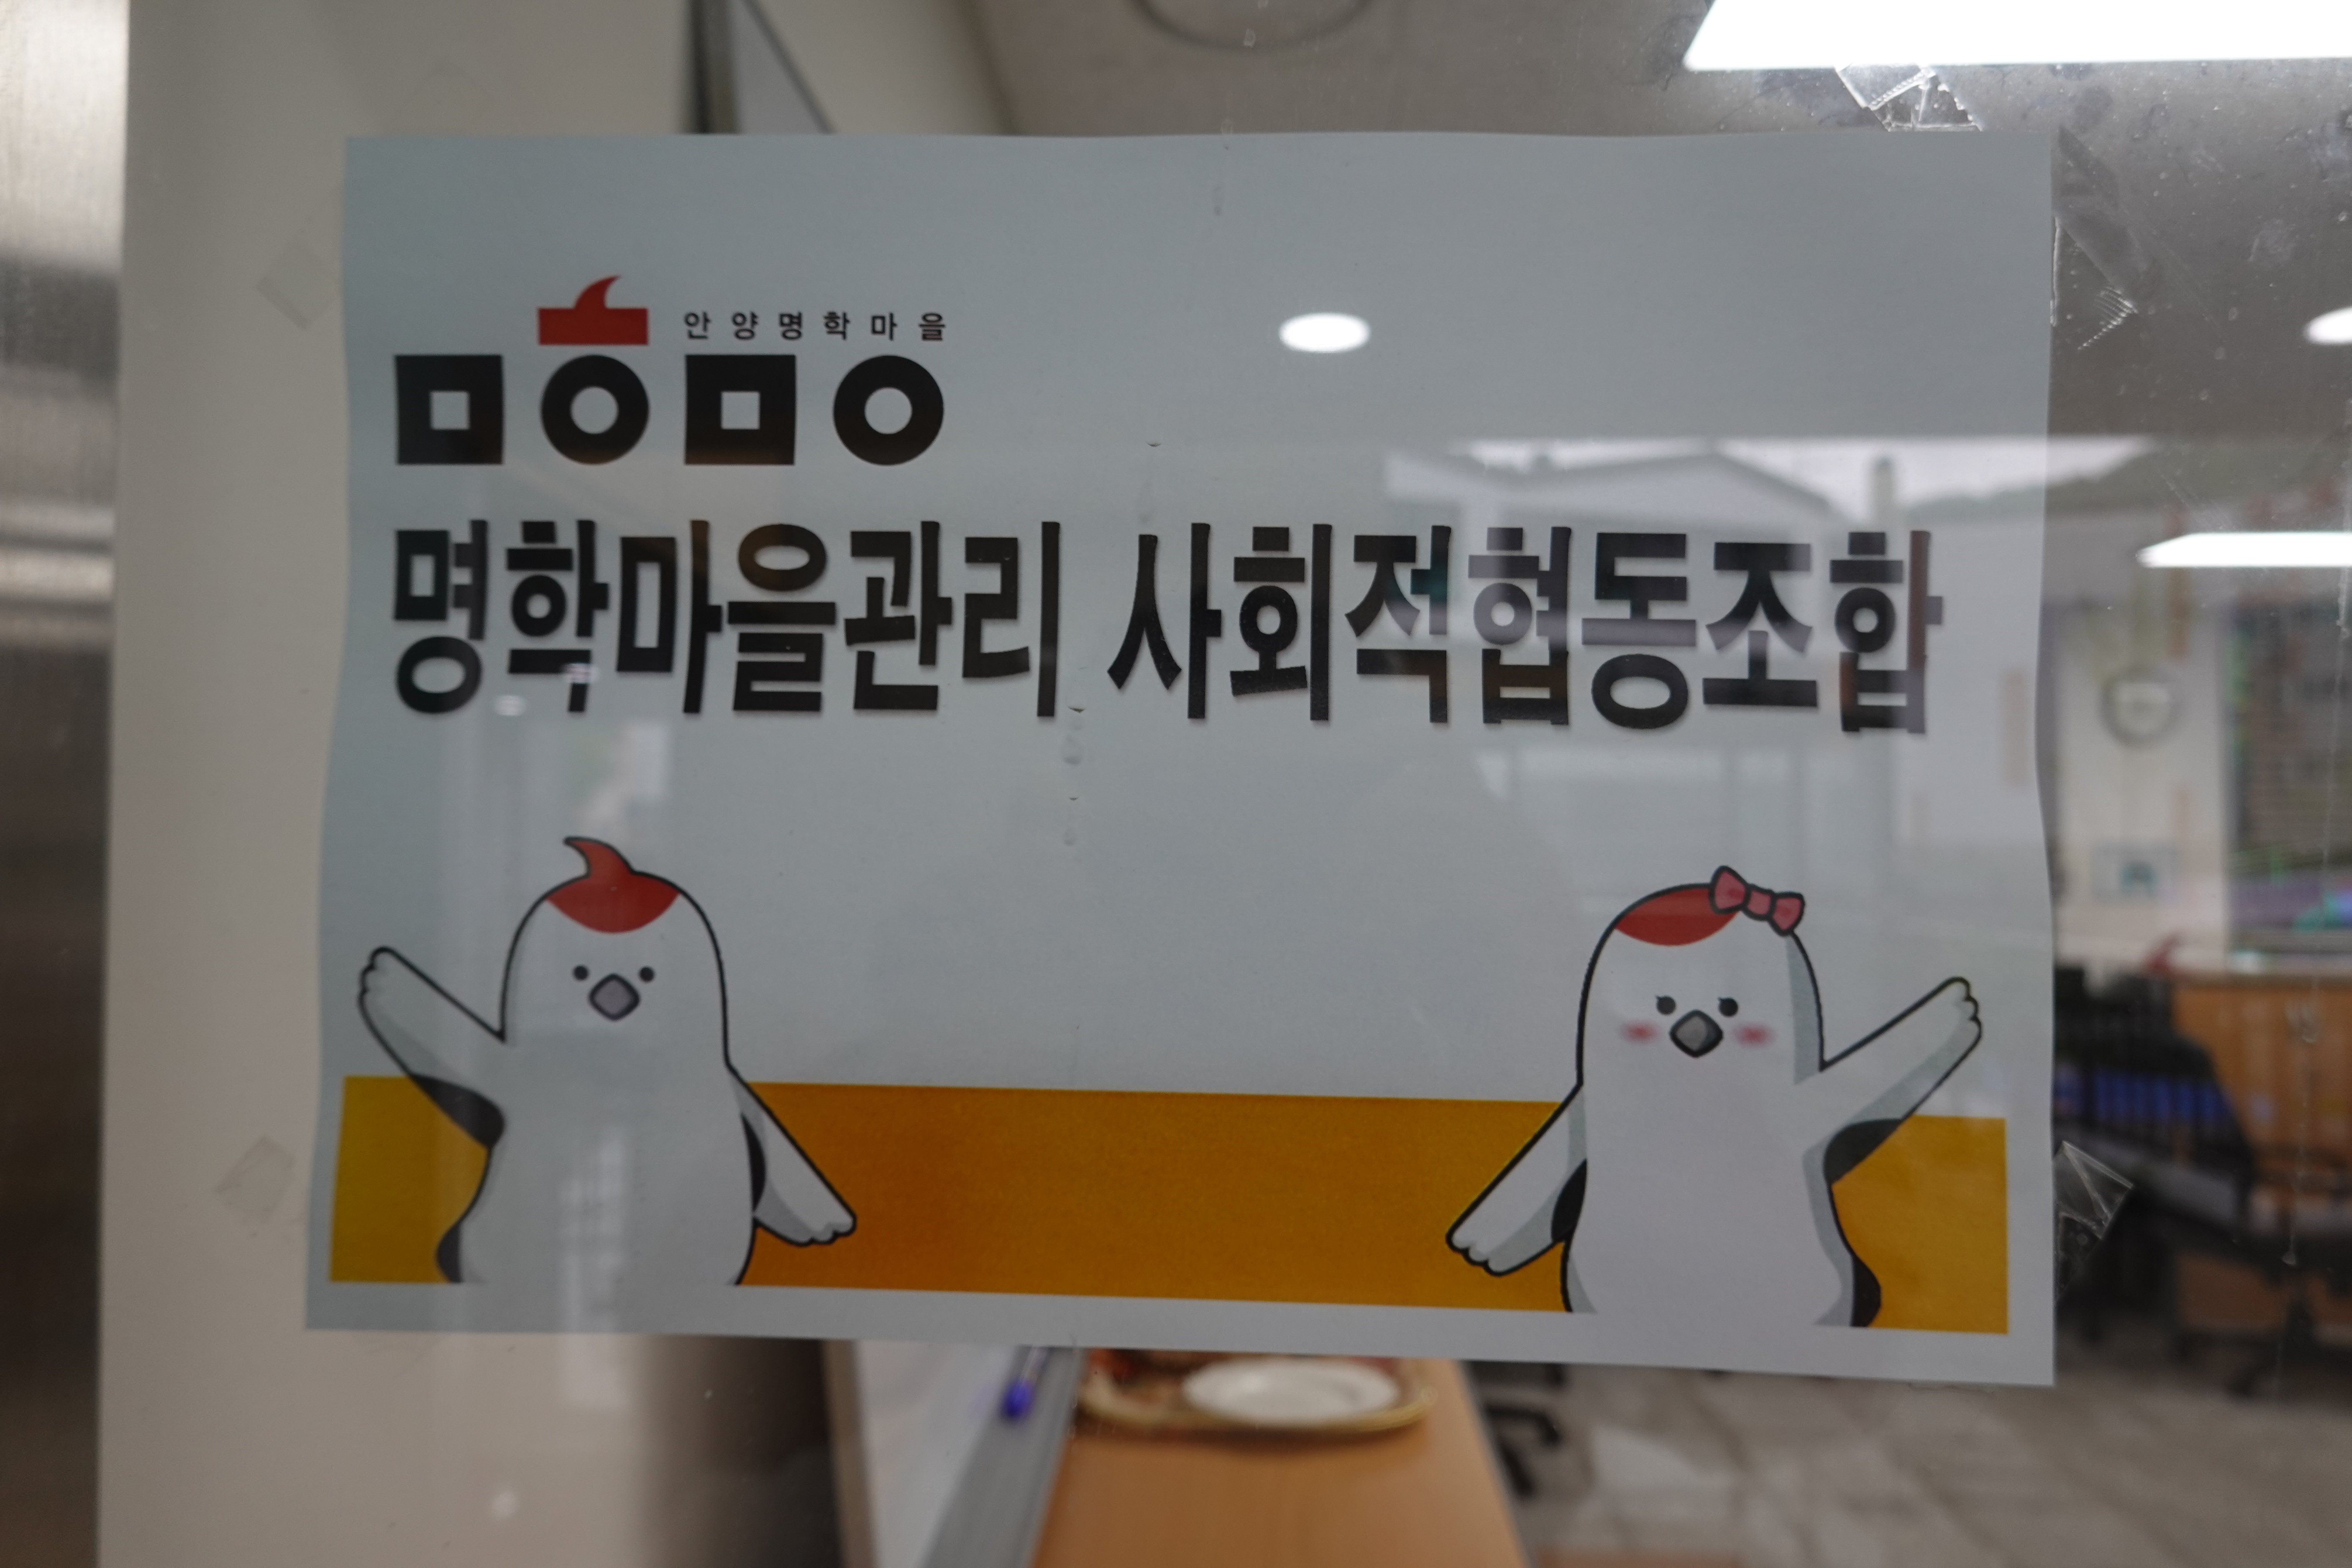 안양명학마을
ㅁㅎㅁㅇ
명학마을관리 사회적협동조합